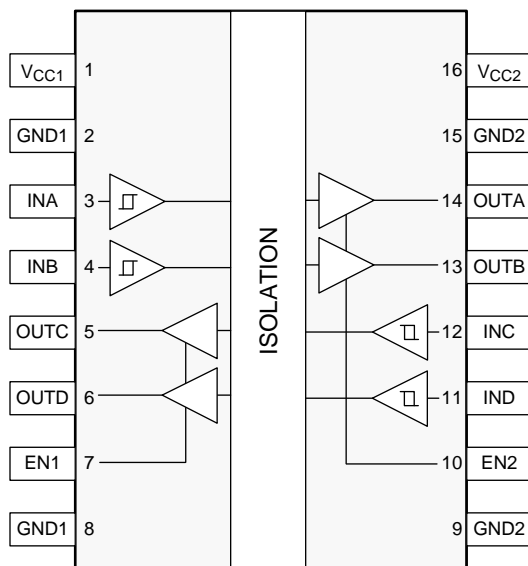 VCC1 1 16 VCC2
GND1 2 15 GND2
INA 3 14 OUTA
INB 4 13 OUTB
ISOLATION
OUTC 5 12 INC
OUTD 6 11 IND
EN1 7 10 EN2
GND1 8 9 GND2